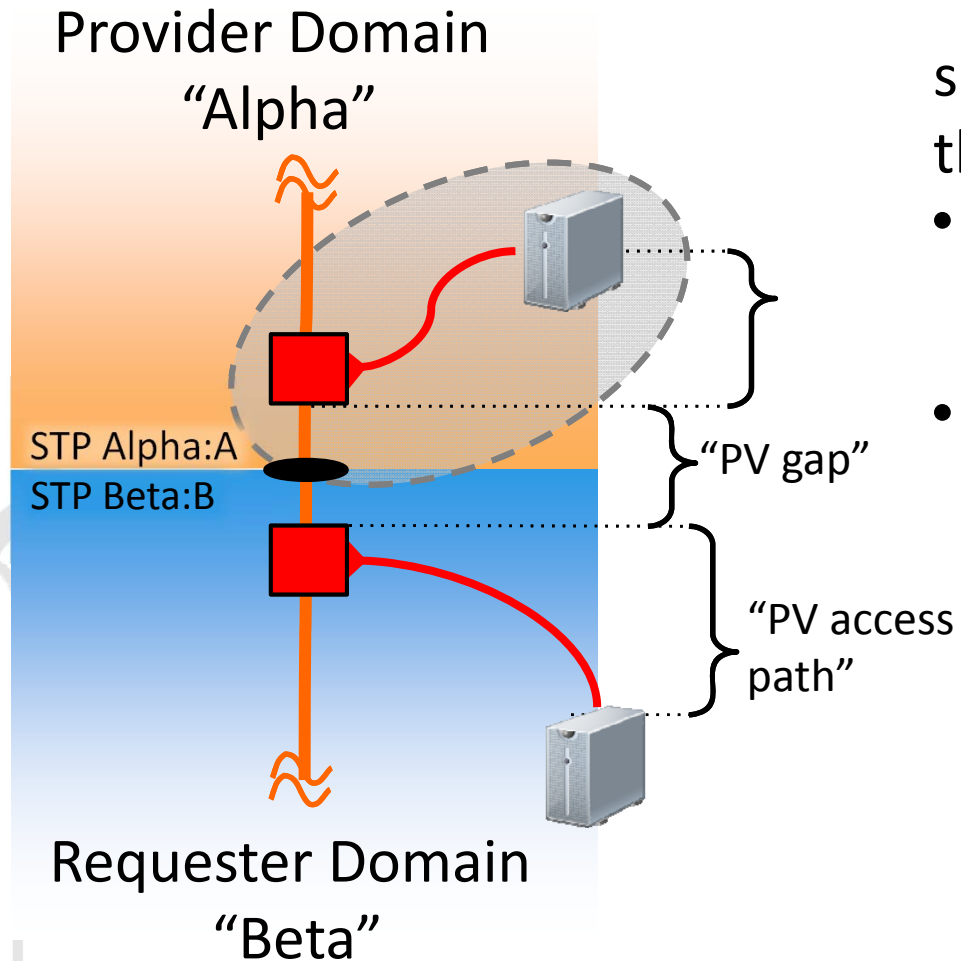 Provider Domain
“Alpha”
STP Alpha:A
STP Beta:B
“PV gap”
“PV access
path”
Requester Domain
“Beta”